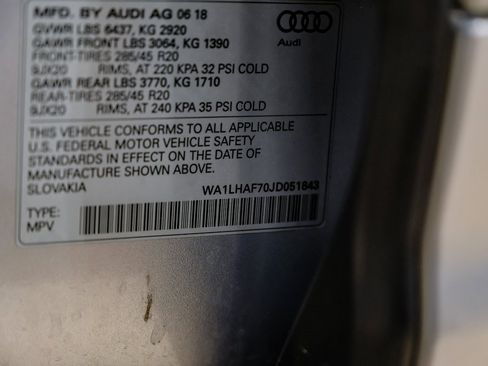 MFD. BY AUDI AG 06 18
GVWR LBS 6437, KG 2920
GAWR FRONT LBS 3064, KG 1390
FRONT-TIRES 285/45 R20
9JX20 RIMS, AT 220 KPA 32 PSI COLD
GAWR REAR LBS 3770, KG 1710
REAR-TIRES 285/45 R20
9JX20 RIMS, AT 240 KPA 35 PSI COLD
Audi
THIS VEHICLE CONFORMS TO ALL APPLICABLE
U.S. FEDERAL MOTOR VEHICLE SAFETY
STANDARDS IN EFFECT ON THE DATE OF
MANUFACTURE SHOWN ABOVE.
SLOVAKIA WA1LHAF70JD051843
TYPE:
MPV